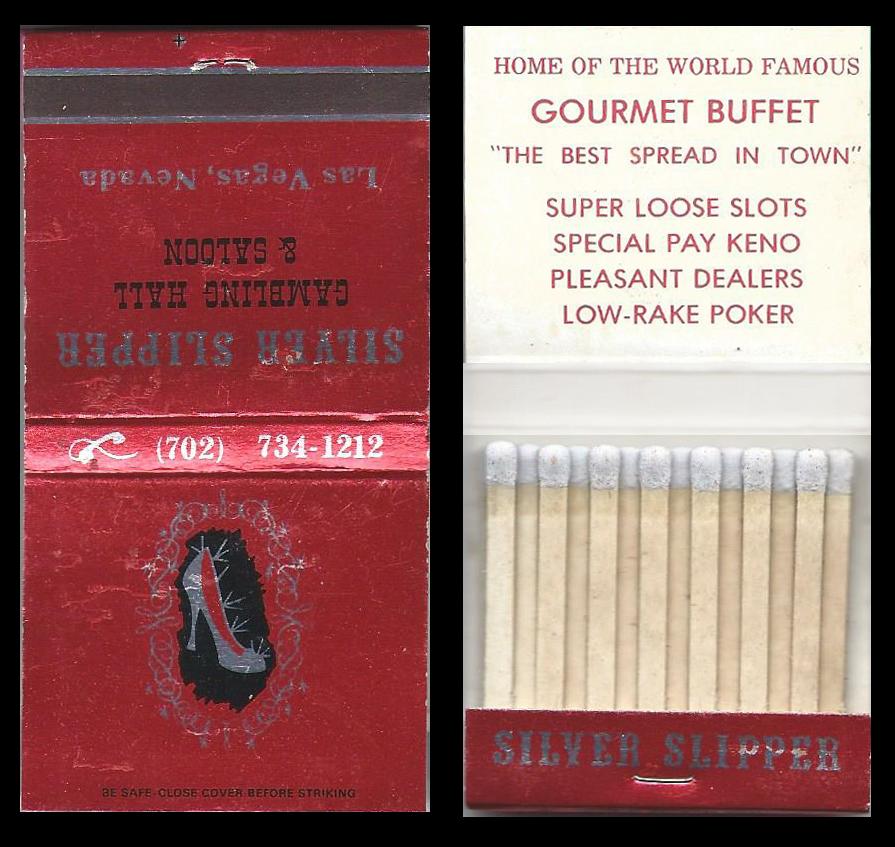 SILVER SLIPPER
GAMBLING HALL
& SALOON
Las Vegas, Nevada
(702) 734-1212
BE SAFE-CLOSE COVER BEFORE STRIKING
HOME OF THE WORLD FAMOUS
GOURMET BUFFET
"THE BEST SPREAD IN TOWN"
SUPER LOOSE SLOTS
SPECIAL PAY KENO
PLEASANT DEALERS
LOW-RAKE POKER
SILVER SLIPPER